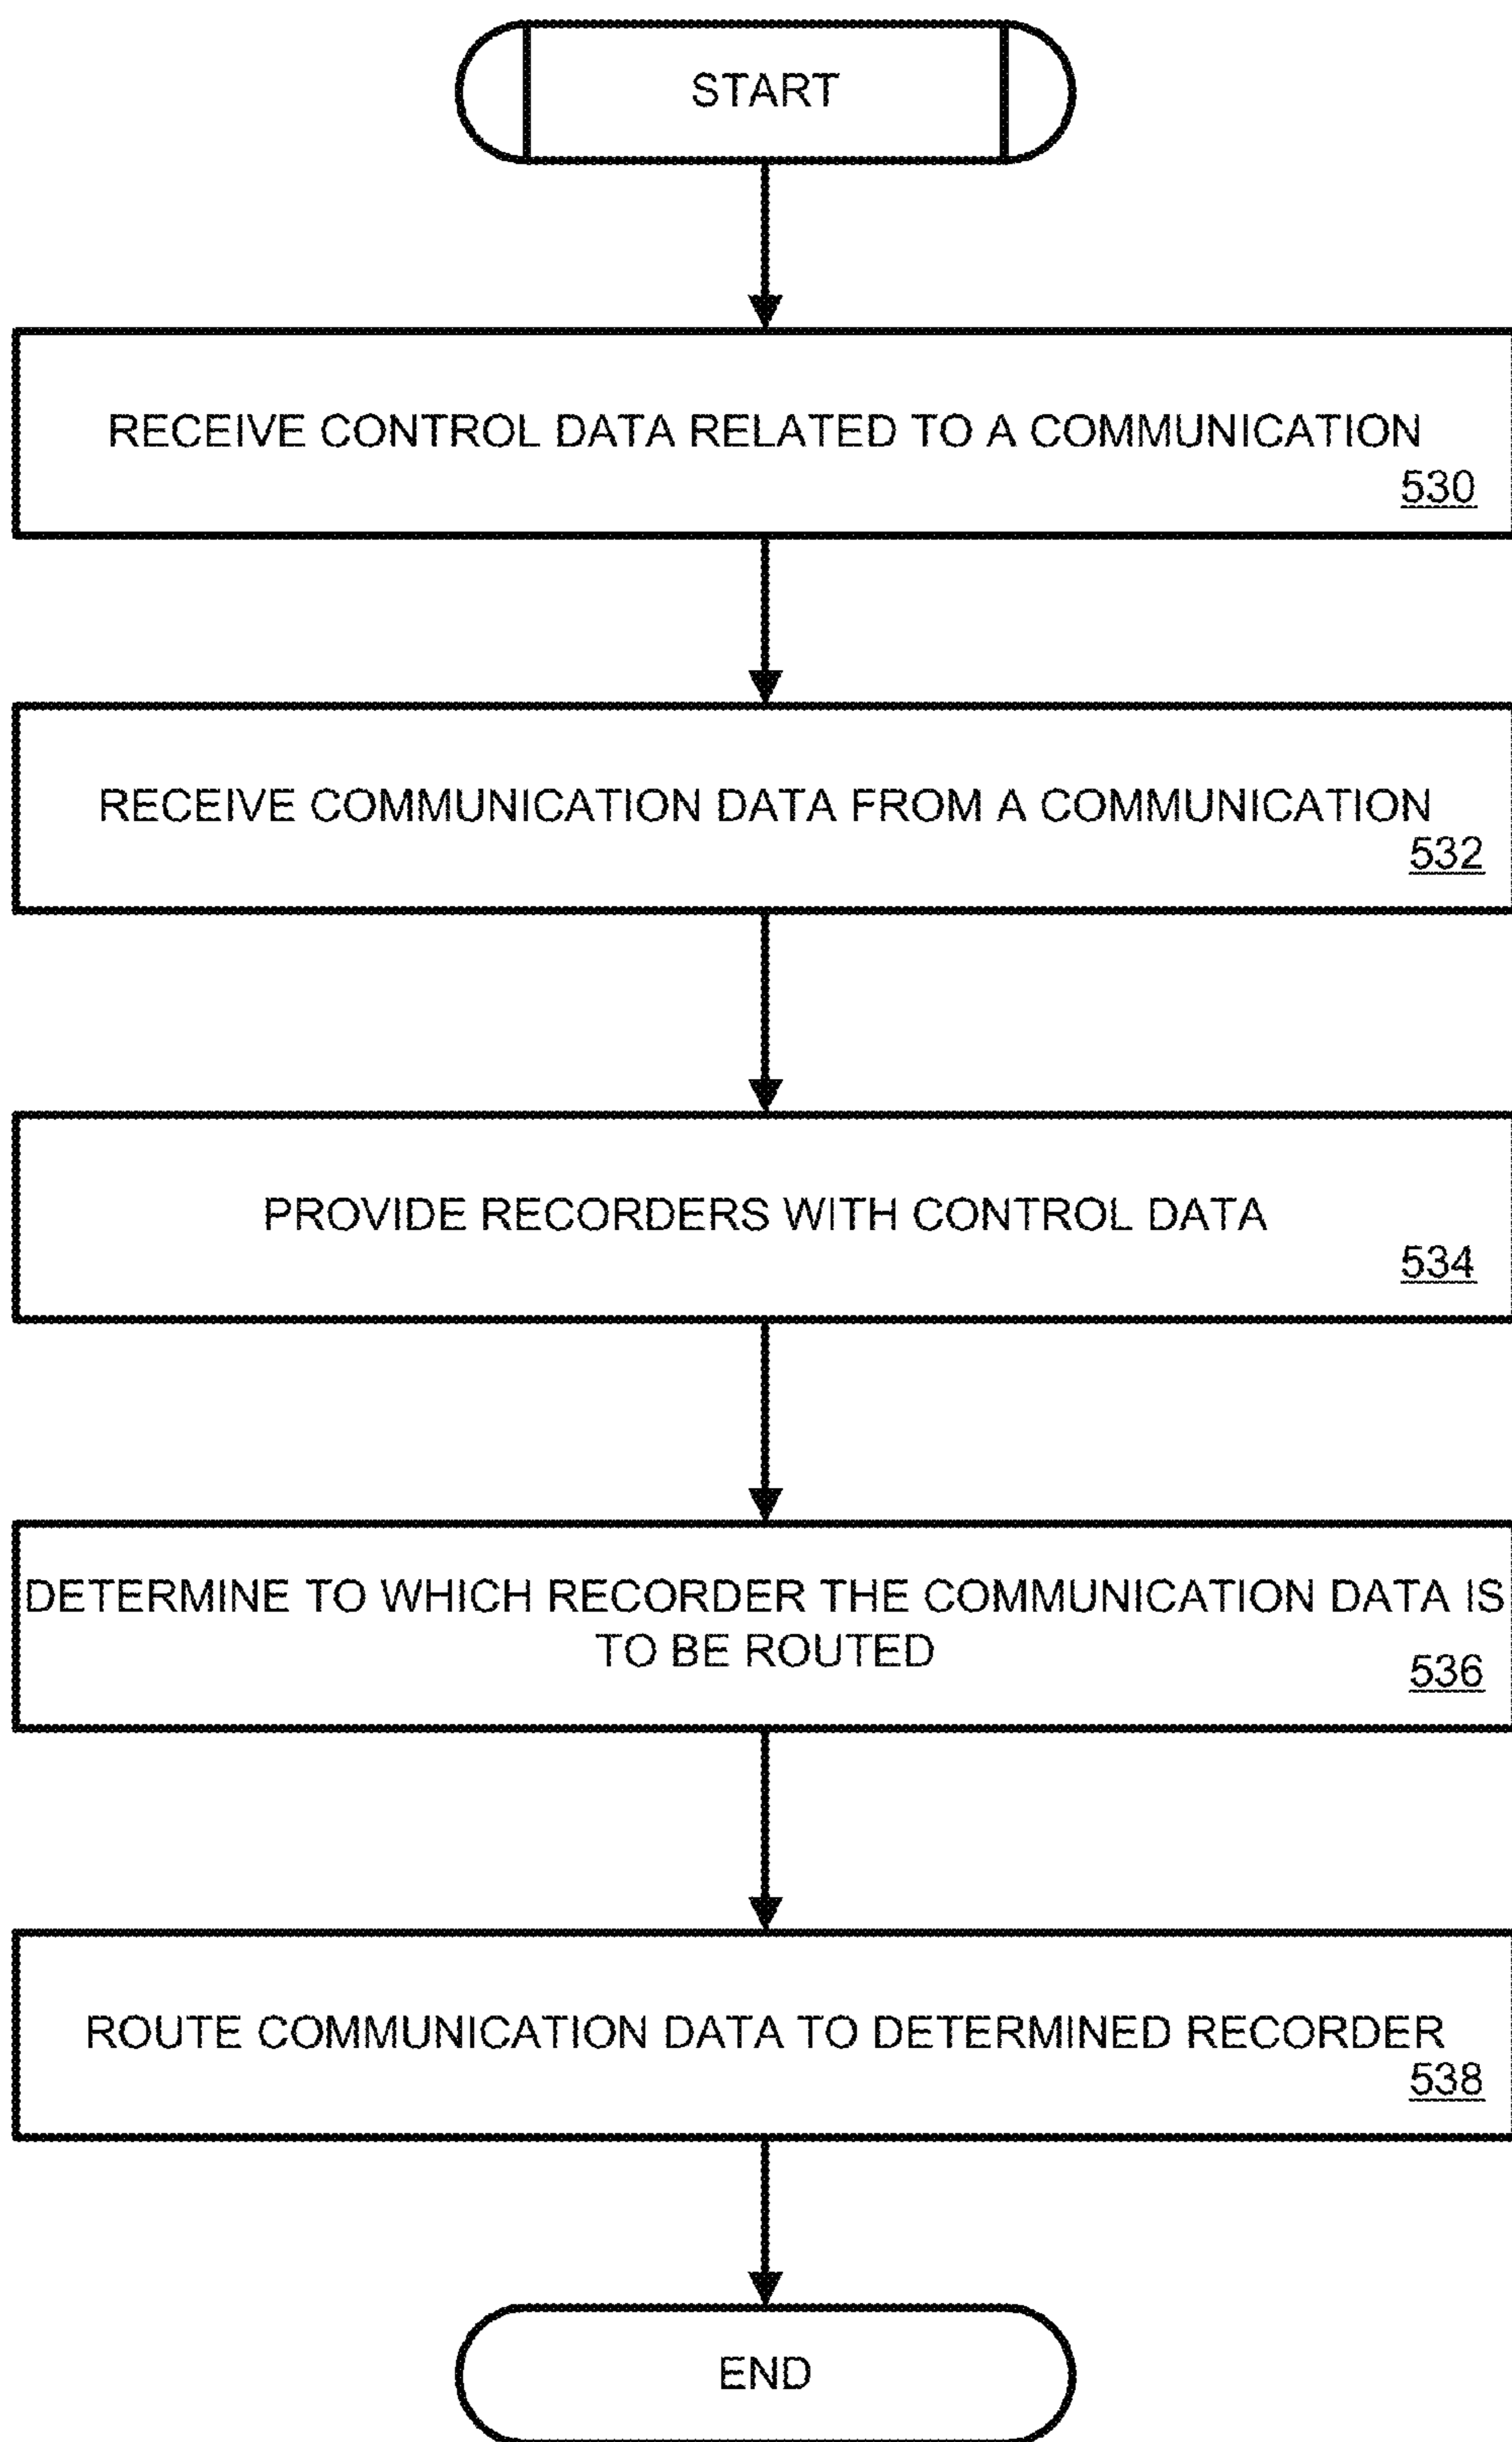 START
RECEIVE CONTROL DATA RELATED TO A COMMUNICATION
530
RECEIVE COMMUNICATION DATA FROM A COMMUNICATION
532
PROVIDE RECORDERS WITH CONTROL DATA
534
DETERMINE TO WHICH RECORDER THE COMMUNICATION DATA IS
TO BE ROUTED
536
ROUTE COMMUNICATION DATA TO DETERMINED RECORDER
538
END